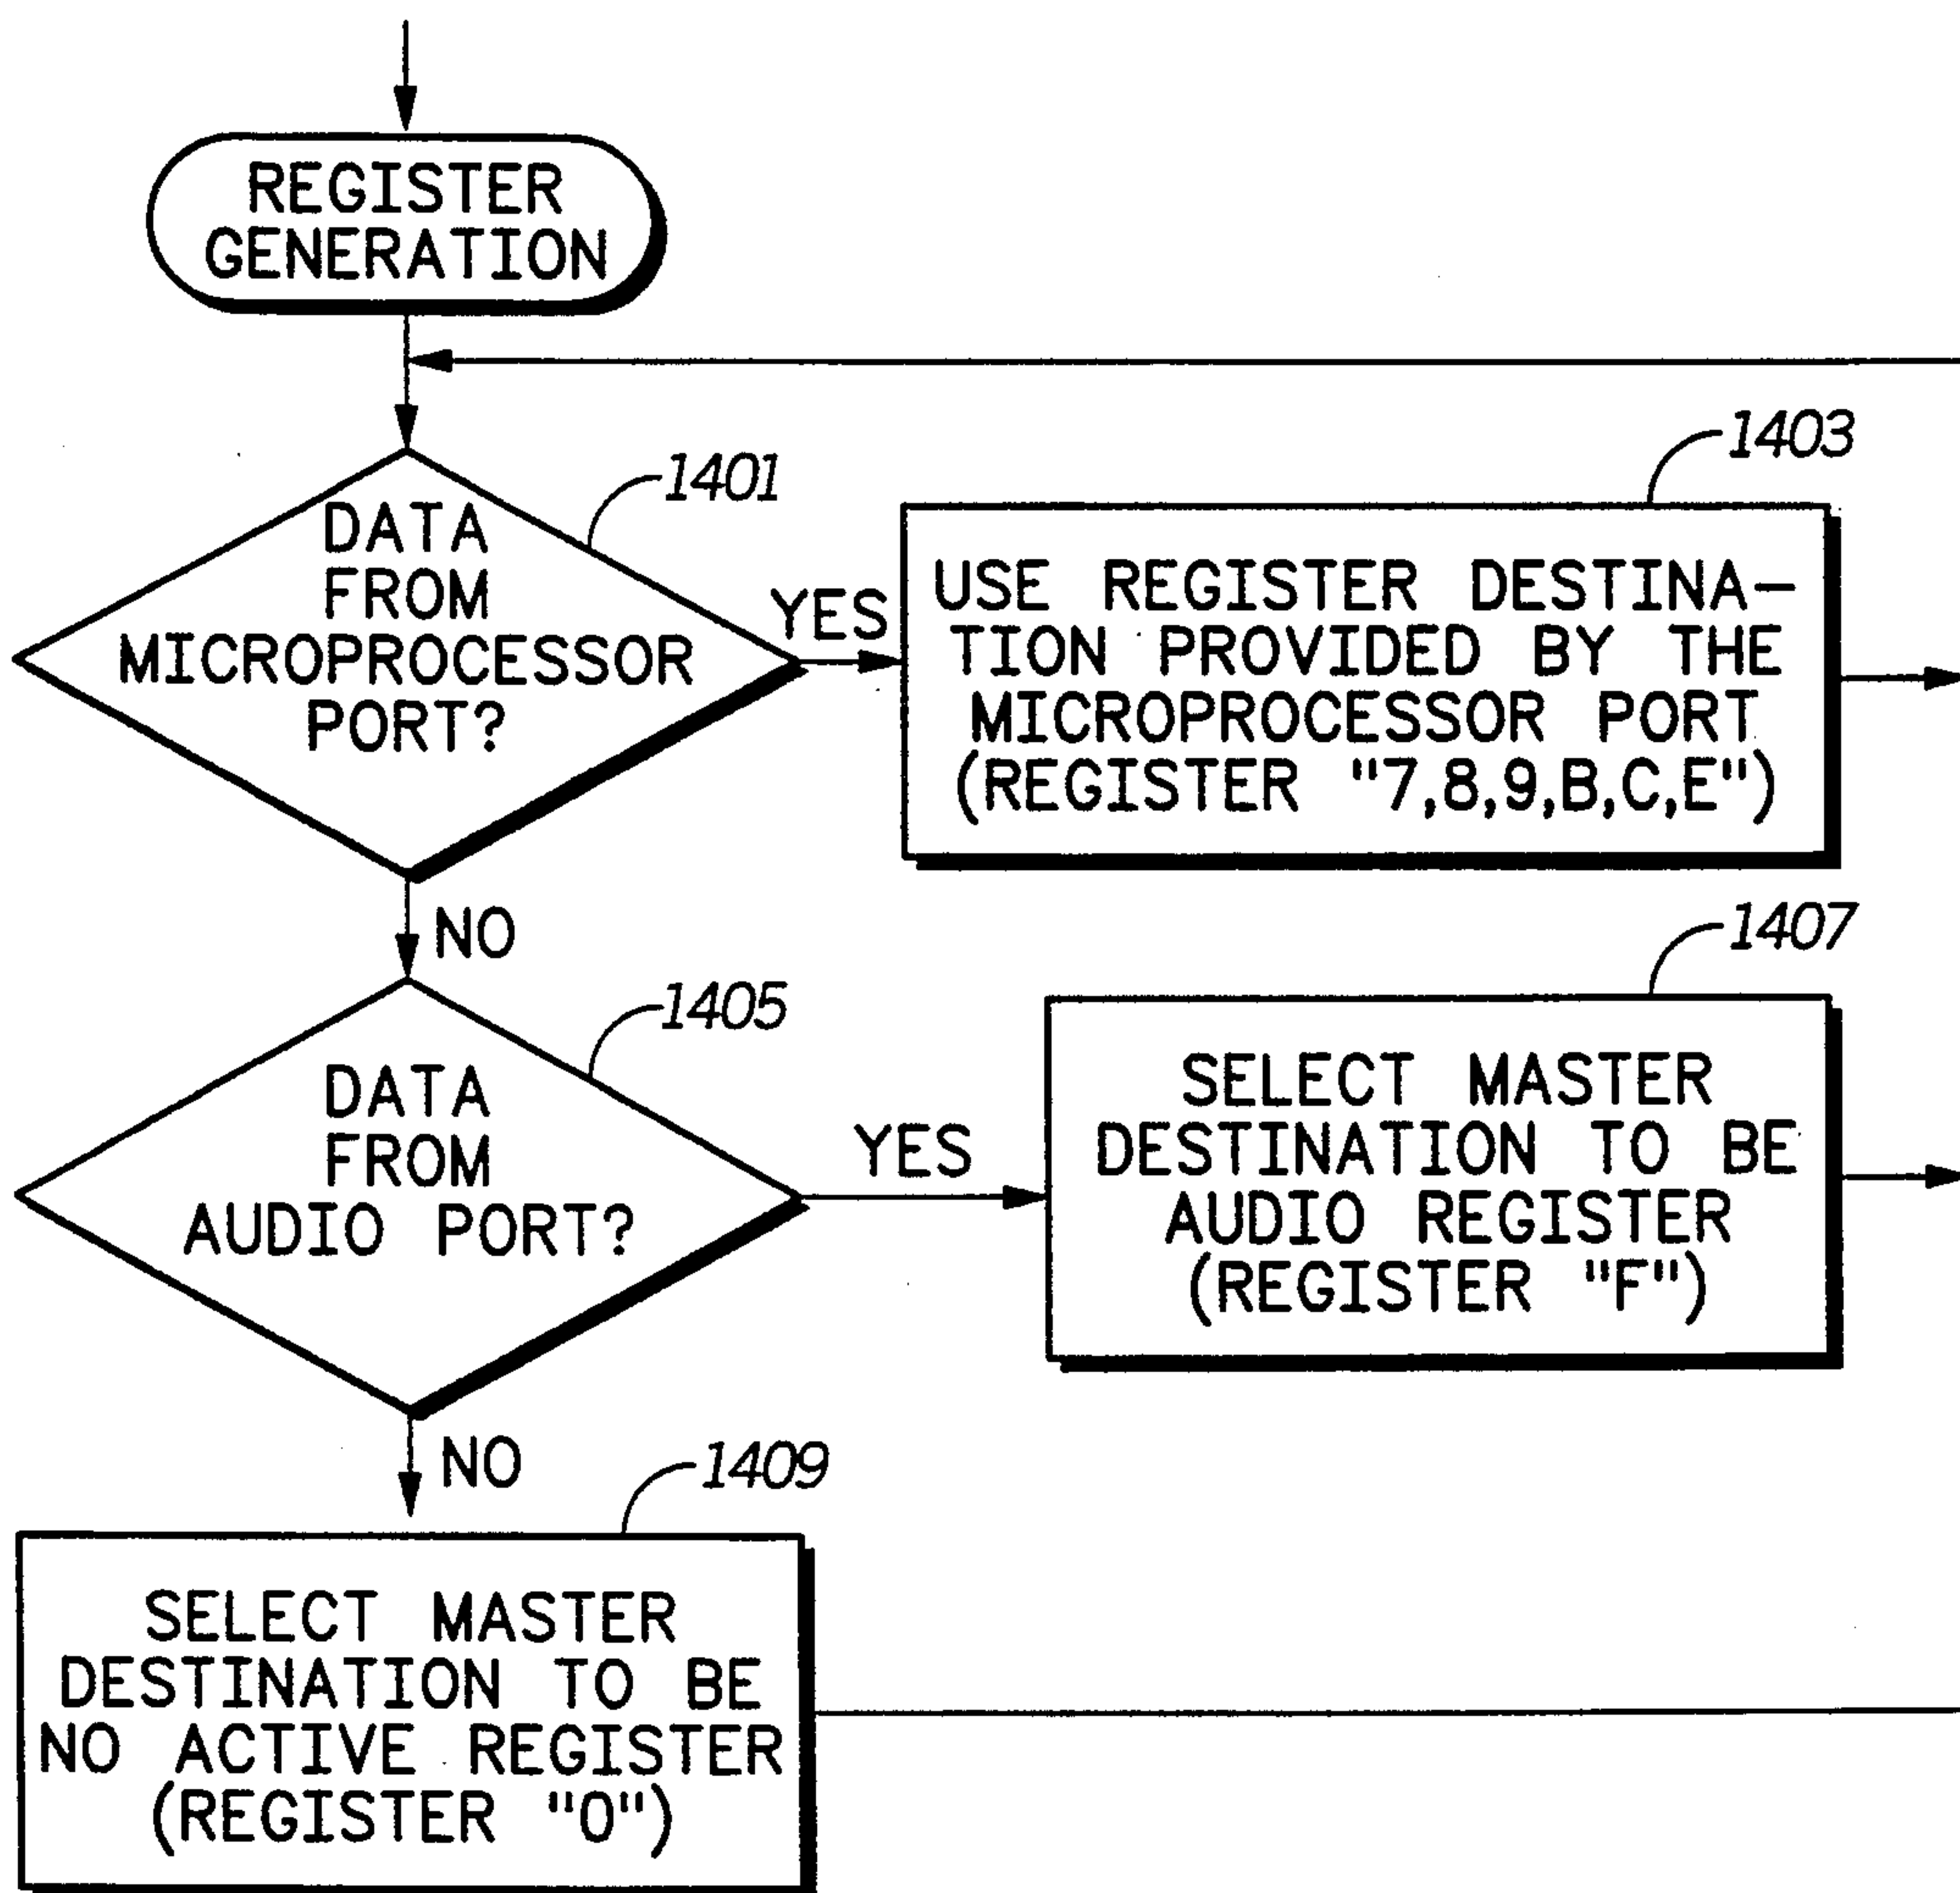 REGISTER
GENERATION
1401
DATA
FROM
MICROPROCESSOR
PORT?
YES
1403
USE REGISTER DESTINA-
TION PROVIDED BY THE
MICROPROCESSOR PORT
(REGISTER "7,8,9,B,C,E")
NO
1405
DATA
FROM
AUDIO PORT?
YES
1407
SELECT MASTER
DESTINATION TO BE
AUDIO REGISTER
(REGISTER "F")
NO
1409
SELECT MASTER
DESTINATION TO BE
NO ACTIVE REGISTER
(REGISTER "0")